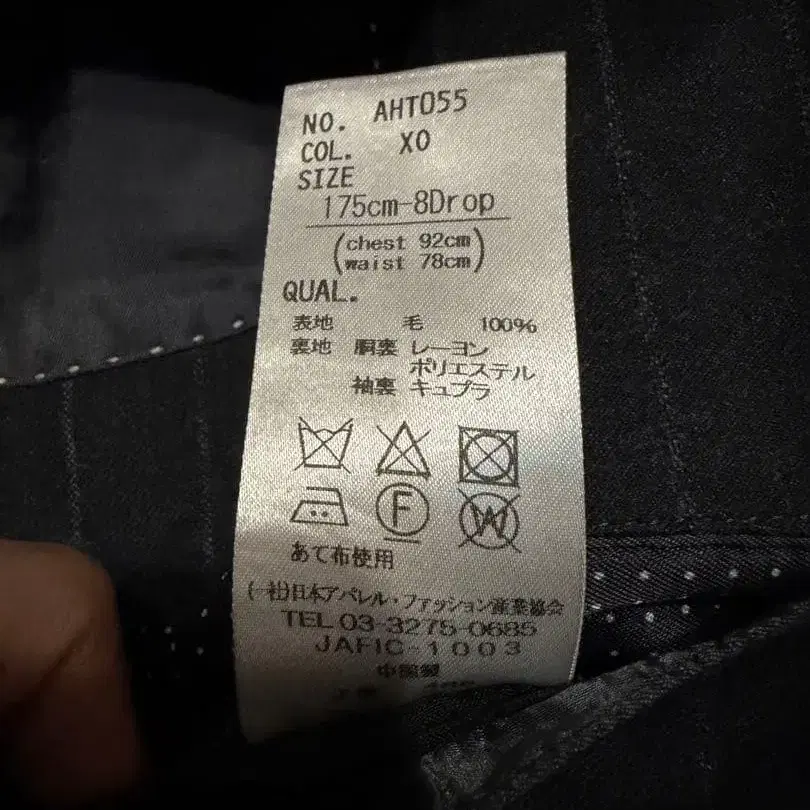 NO. AHT055
COL. XO
SIZE
175cm-8Drop
(chest 92cm
waist 78cm)
QUAL.
表地 毛 100%
裏地 胴裏 レーヨン
ポリエステル
袖裏 キュプラ
F W
あて布使用
(一社)日本アパレル・ファッション産業協会
TEL 03-3275-0685
JAFIC-1003
中国製